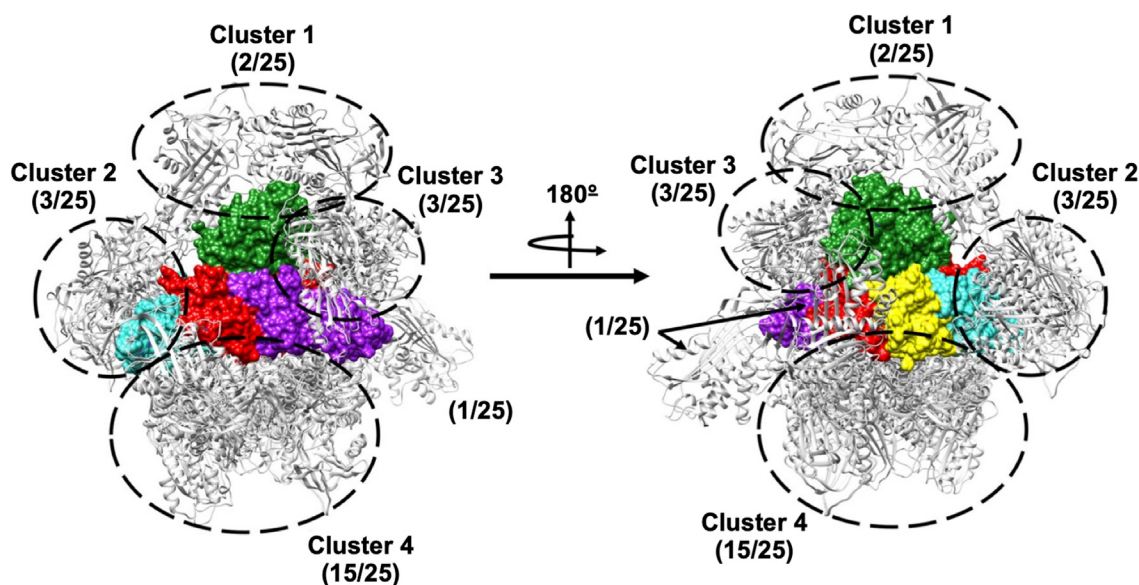 Cluster 1
(2/25)
Cluster 2
(3/25)
Cluster 3
(3/25)
(1/25)
Cluster 4
(15/25)
180º
Cluster 1
(2/25)
Cluster 3
(3/25)
Cluster 2
(3/25)
(1/25)
Cluster 4
(15/25)